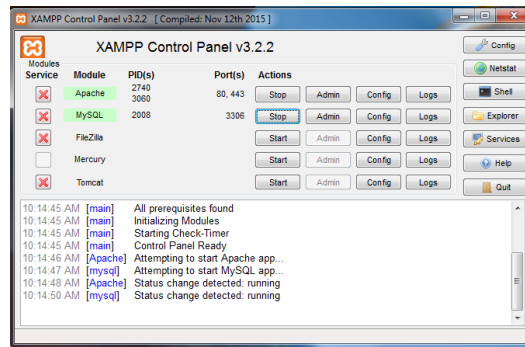 XAMPP Control Panel v3.2.2 [ Compiled: Nov 12th 2015 ]
XAMPP Control Panel v3.2.2
Config
Modules
Service Module PID(s) Port(s) Actions
Netstat
Apache 2740 3060 80, 443 Stop Admin Config Logs
Shell
MySQL 2008 3306 Stop Admin Config Logs
Explorer
FileZilla Start Admin Config Logs
Services
Mercury Start Admin Config Logs
Help
Tomcat Start Admin Config Logs
Quit
10:14:45 AM [main] All prerequisites found
10:14:45 AM [main] Initializing Modules
10:14:45 AM [main] Starting Check-Timer
10:14:45 AM [main] Control Panel Ready
10:14:46 AM [Apache] Attempting to start Apache app...
10:14:47 AM [mysql] Attempting to start MySQL app...
10:14:48 AM [Apache] Status change detected: running
10:14:50 AM [mysql] Status change detected: running